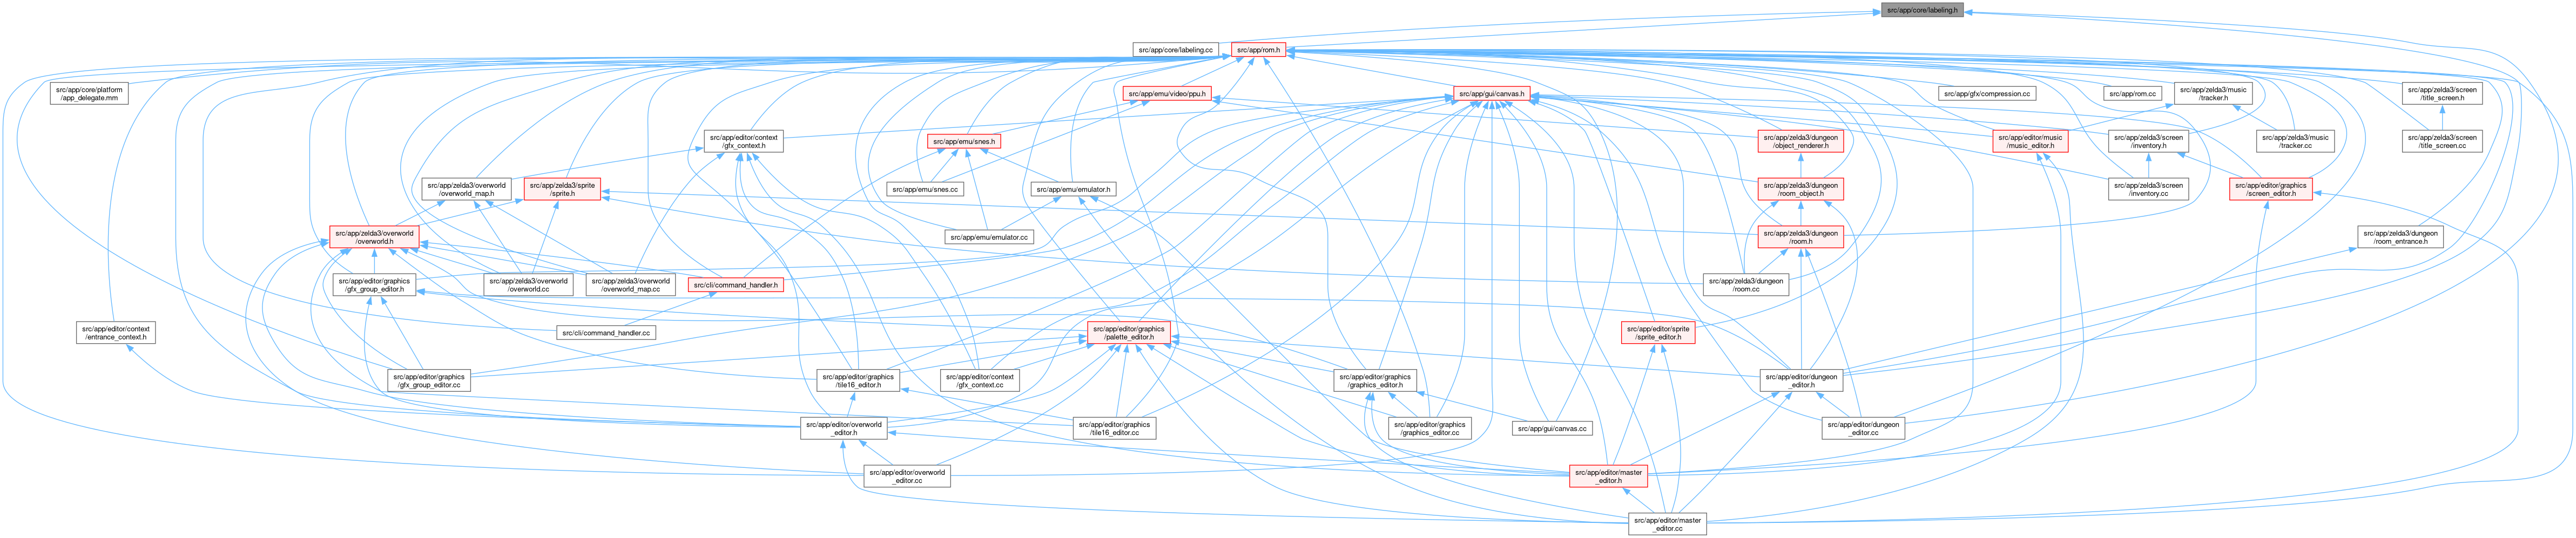 src/app/core/labeling.h
src/app/core/labeling.cc
src/app/rom.h
src/app/core/platform
/app_delegate.mm
src/app/emu/video/ppu.h
src/app/gui/canvas.h
src/app/gfx/compression.cc
src/app/rom.cc
src/app/zelda3/music
/tracker.h
src/app/zelda3/screen
/title_screen.h
src/app/editor/context
/gfx_context.h
src/app/emu/snes.h
src/app/zelda3/dungeon
/object_renderer.h
src/app/editor/music
/music_editor.h
src/app/zelda3/screen
/inventory.h
src/app/zelda3/music
/tracker.cc
src/app/zelda3/screen
/title_screen.cc
src/app/zelda3/overworld
/overworld_map.h
src/app/zelda3/sprite
/sprite.h
src/app/emu/snes.cc
src/app/emu/emulator.h
src/app/zelda3/dungeon
/room_object.h
src/app/zelda3/screen
/inventory.cc
src/app/editor/graphics
/screen_editor.h
src/app/zelda3/overworld
/overworld.h
src/app/emu/emulator.cc
src/app/zelda3/dungeon
/room.h
src/app/zelda3/dungeon
/room_entrance.h
src/app/editor/graphics
/gfx_group_editor.h
src/app/zelda3/overworld
/overworld.cc
src/app/zelda3/overworld
/overworld_map.cc
src/cli/command_handler.h
src/app/zelda3/dungeon
/room.cc
src/app/editor/context
/entrance_context.h
src/cli/command_handler.cc
src/app/editor/graphics
/palette_editor.h
src/app/editor/sprite
/sprite_editor.h
src/app/editor/graphics
/gfx_group_editor.cc
src/app/editor/graphics
/tile16_editor.h
src/app/editor/context
/gfx_context.cc
src/app/editor/graphics
/graphics_editor.h
src/app/editor/dungeon
_editor.h
src/app/editor/overworld
_editor.h
src/app/editor/graphics
/tile16_editor.cc
src/app/editor/graphics
/graphics_editor.cc
src/app/gui/canvas.cc
src/app/editor/dungeon
_editor.cc
src/app/editor/overworld
_editor.cc
src/app/editor/master
_editor.h
src/app/editor/master
_editor.cc